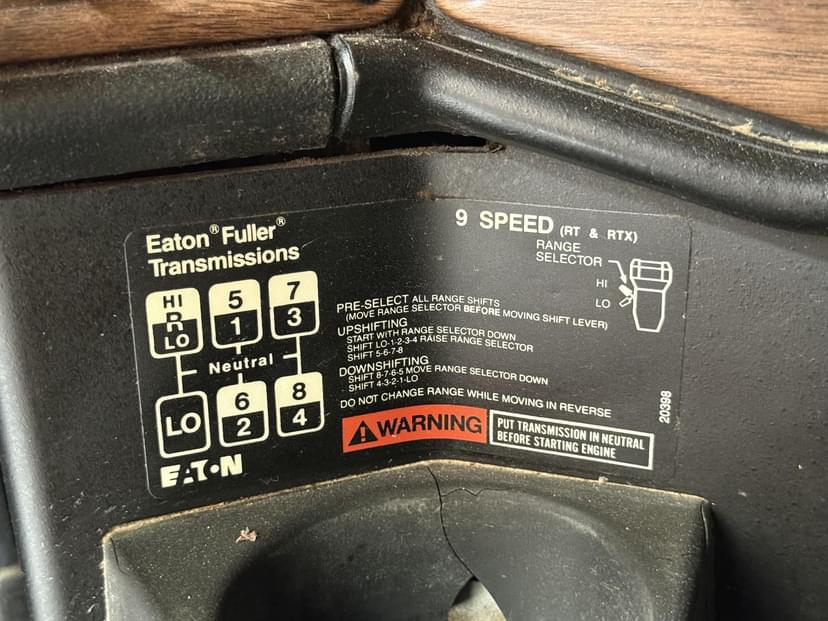 Eaton® Fuller®
Transmissions
9 SPEED (RT & RTX)
RANGE
SELECTOR
HI
LO
HI
R
LO
5
1
7
3
Neutral
LO
6
2
8
4
EATON
PRE-SELECT ALL RANGE SHIFTS
(MOVE RANGE SELECTOR BEFORE MOVING SHIFT LEVER)
UPSHIFTING
START WITH RANGE SELECTOR DOWN
SHIFT LO-1-2-3-4 RAISE RANGE SELECTOR
SHIFT 5-6-7-8
DOWNSHIFTING
SHIFT 8-7-6-5 MOVE RANGE SELECTOR DOWN
SHIFT 4-3-2-1-LO
DO NOT CHANGE RANGE WHILE MOVING IN REVERSE
WARNING
PUT TRANSMISSION IN NEUTRAL
BEFORE STARTING ENGINE
20398